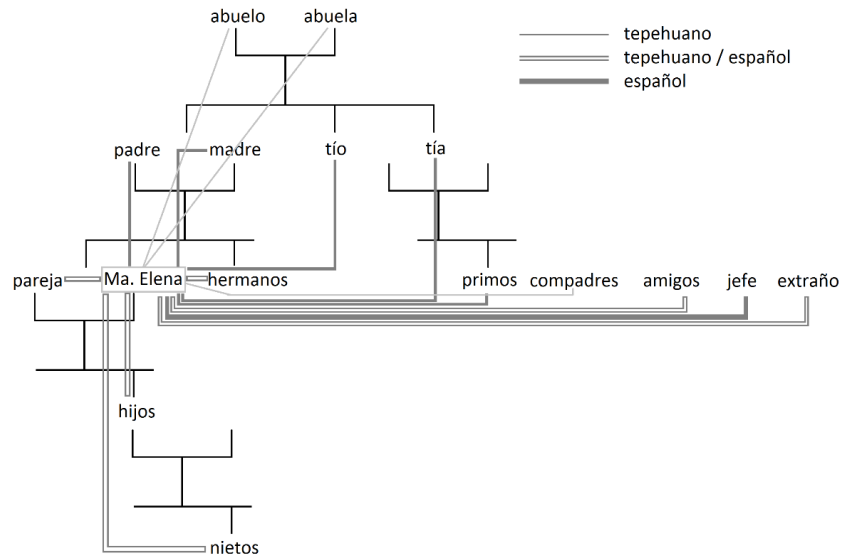 abuelo abuela
tepehuano
tepehuano / español
español
padre madre tío tía
pareja Ma. Elena hermanos primos compadres amigos jefe extraño
hijos
nietos